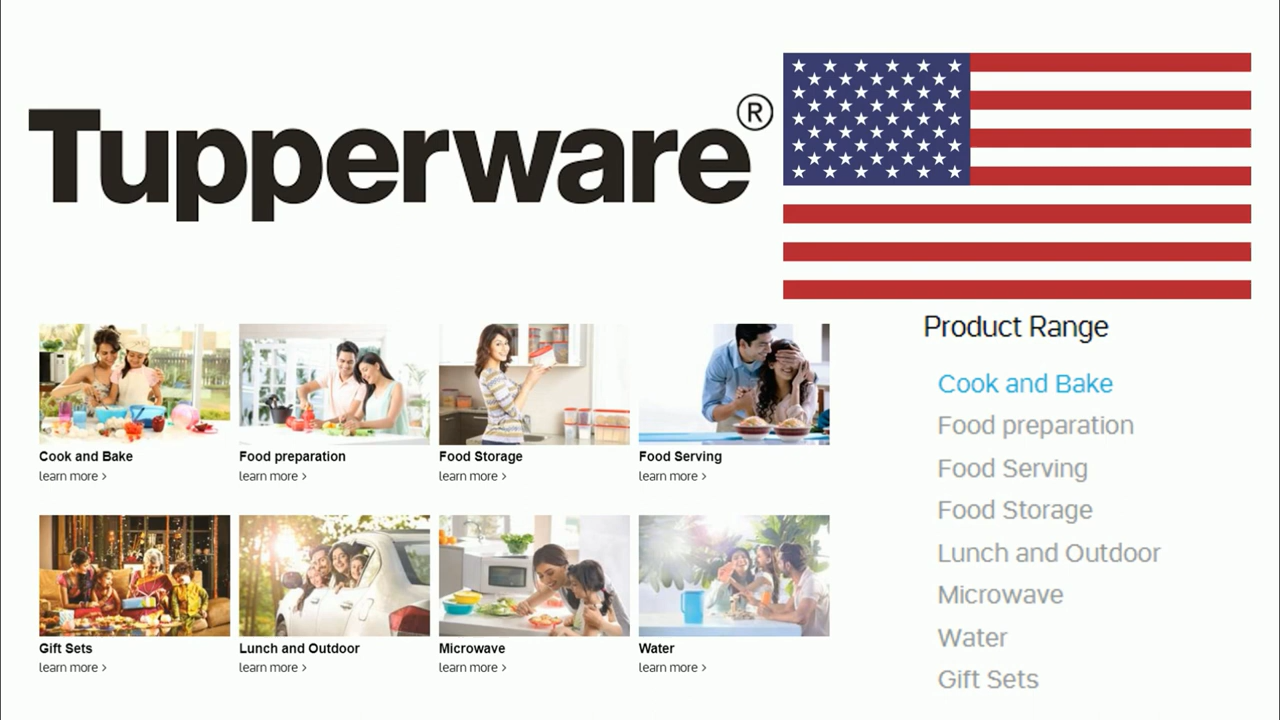 Tupperware®
Cook and Bake
learn more >
Food preparation
learn more >
Food Storage
learn more >
Food Serving
learn more >
Gift Sets
learn more >
Lunch and Outdoor
learn more >
Microwave
learn more >
Water
learn more >
Product Range
Cook and Bake
Food preparation
Food Serving
Food Storage
Lunch and Outdoor
Microwave
Water
Gift Sets